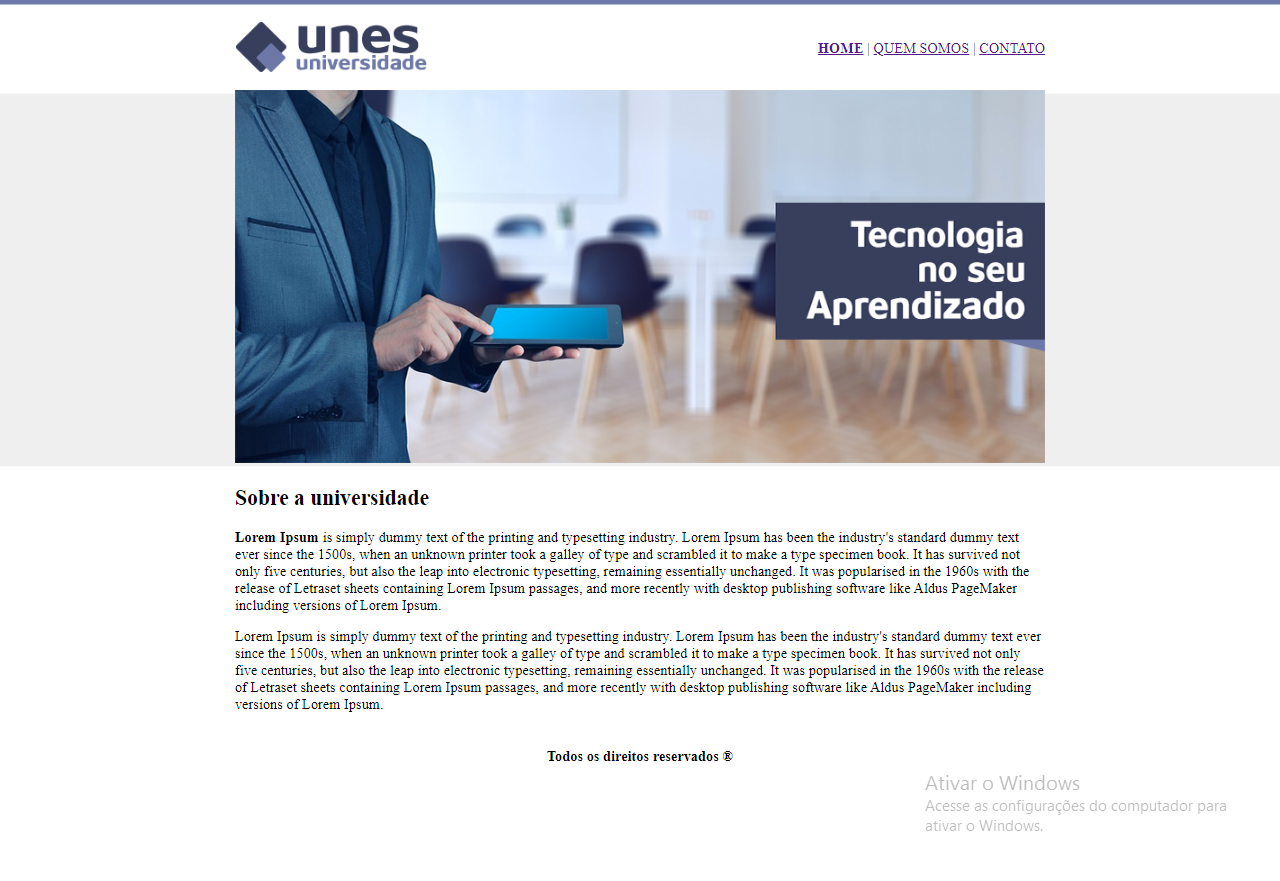 unes
universidade
HOME | QUEM SOMOS | CONTATO
Tecnologia
no seu
Aprendizado
Sobre a universidade
Lorem Ipsum is simply dummy text of the printing and typesetting industry. Lorem Ipsum has been the industry's standard dummy text
ever since the 1500s, when an unknown printer took a galley of type and scrambled it to make a type specimen book. It has survived not
only five centuries, but also the leap into electronic typesetting, remaining essentially unchanged. It was popularised in the 1960s with the
release of Letraset sheets containing Lorem Ipsum passages, and more recently with desktop publishing software like Aldus PageMaker
including versions of Lorem Ipsum.
Lorem Ipsum is simply dummy text of the printing and typesetting industry. Lorem Ipsum has been the industry's standard dummy text ever
since the 1500s, when an unknown printer took a galley of type and scrambled it to make a type specimen book. It has survived not only
five centuries, but also the leap into electronic typesetting, remaining essentially unchanged. It was popularised in the 1960s with the release
of Letraset sheets containing Lorem Ipsum passages, and more recently with desktop publishing software like Aldus PageMaker including
versions of Lorem Ipsum.
Todos os direitos reservados ®
Ativar o Windows
Acesse as configurações do computador para
ativar o Windows.